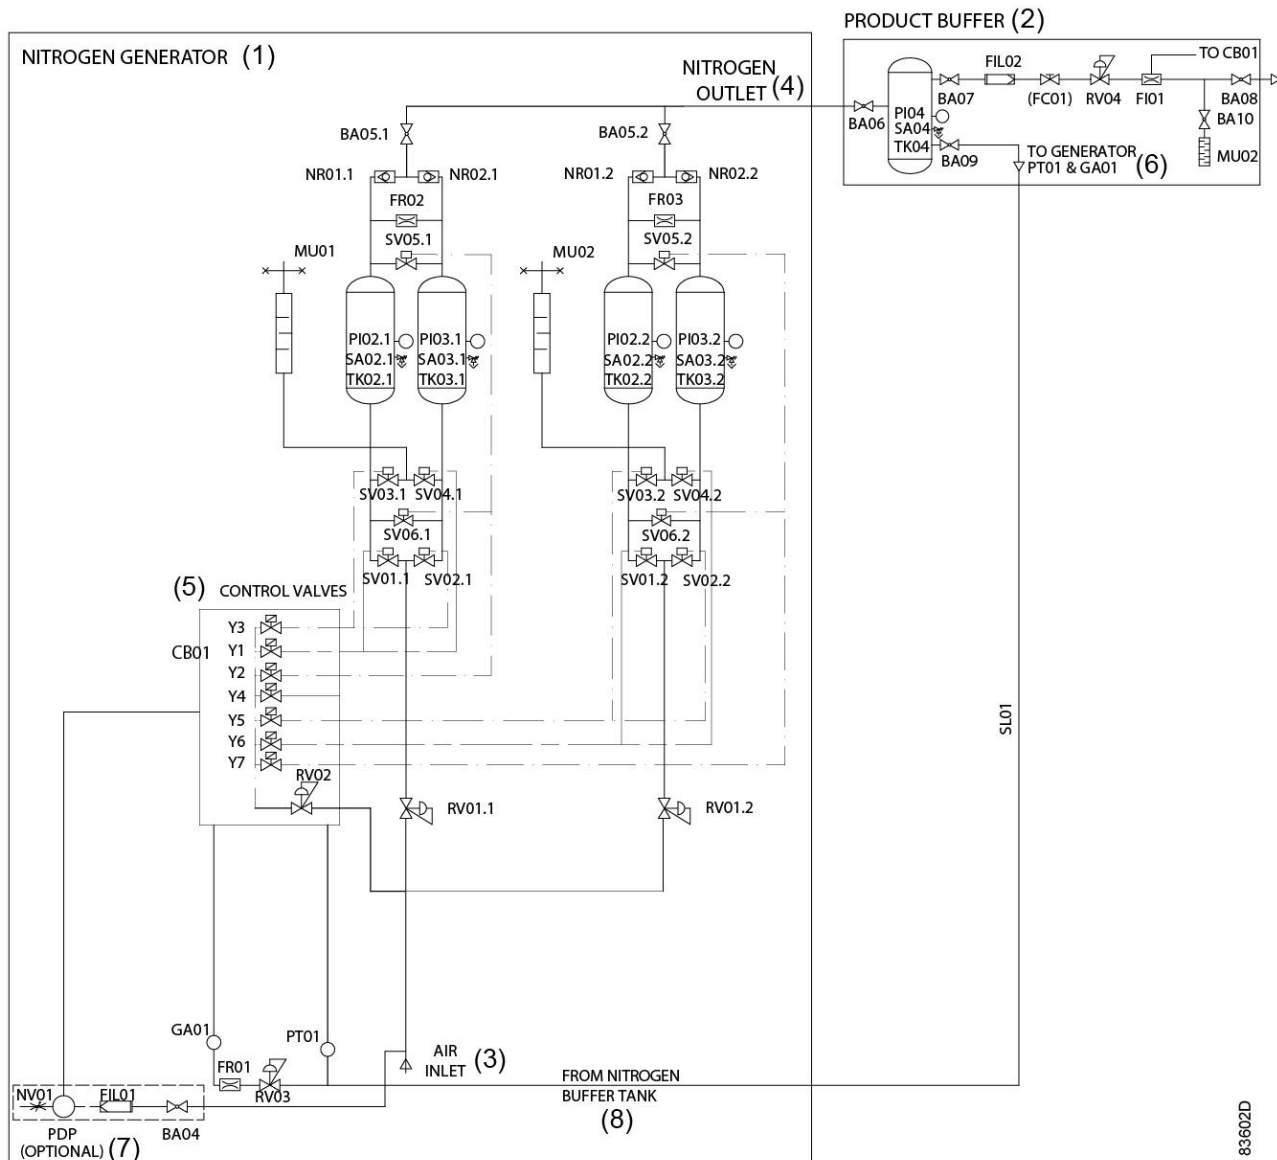 PRODUCT BUFFER (2)
NITROGEN GENERATOR (1)
NITROGEN
OUTLET (4)
FIL02
TO CB01
BA07
(FC01)
RV04
FI01
BA08
BA10
BA06
PI04
SA04
TK04
BA09
MU02
TO GENERATOR
PT01 & GA01 (6)
BA05.1
BA05.2
NR01.1
NR02.1
NR01.2
NR02.2
FR02
FR03
SV05.1
SV05.2
MU01
MU02
PI02.1
PI03.1
PI02.2
PI03.2
SA02.1
SA03.1
SA02.2
SA03.2
TK02.1
TK03.1
TK02.2
TK03.2
SV03.1
SV04.1
SV03.2
SV04.2
SV06.1
SV06.2
SV01.1
SV02.1
SV01.2
SV02.2
(5) CONTROL VALVES
Y3
Y1
CB01
Y2
Y4
Y5
Y6
Y7
RV02
RV01.1
RV01.2
SL01
GA01
PT01
FR01
RV03
AIR
INLET (3)
FROM NITROGEN
BUFFER TANK
(8)
NV01
FIL01
BA04
PDP
(OPTIONAL) (7)
83602D